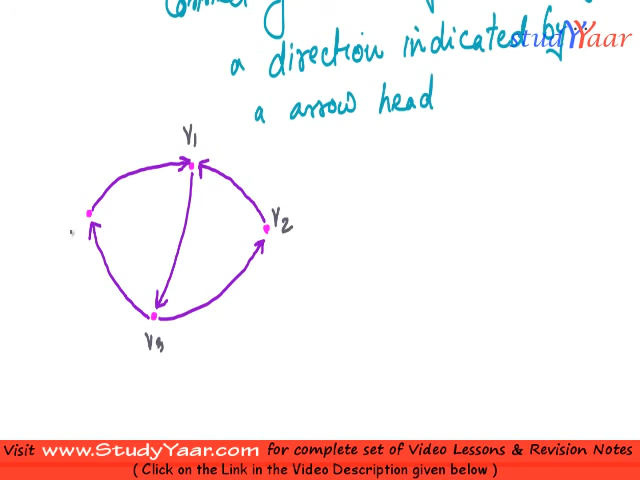 a direction indicated by
studYYaar
a arrow head
V1
V2
V3
Visit www.StudyYaar.com for complete set of Video Lessons & Revision Notes
( Click on the Link in the Video Description given below )